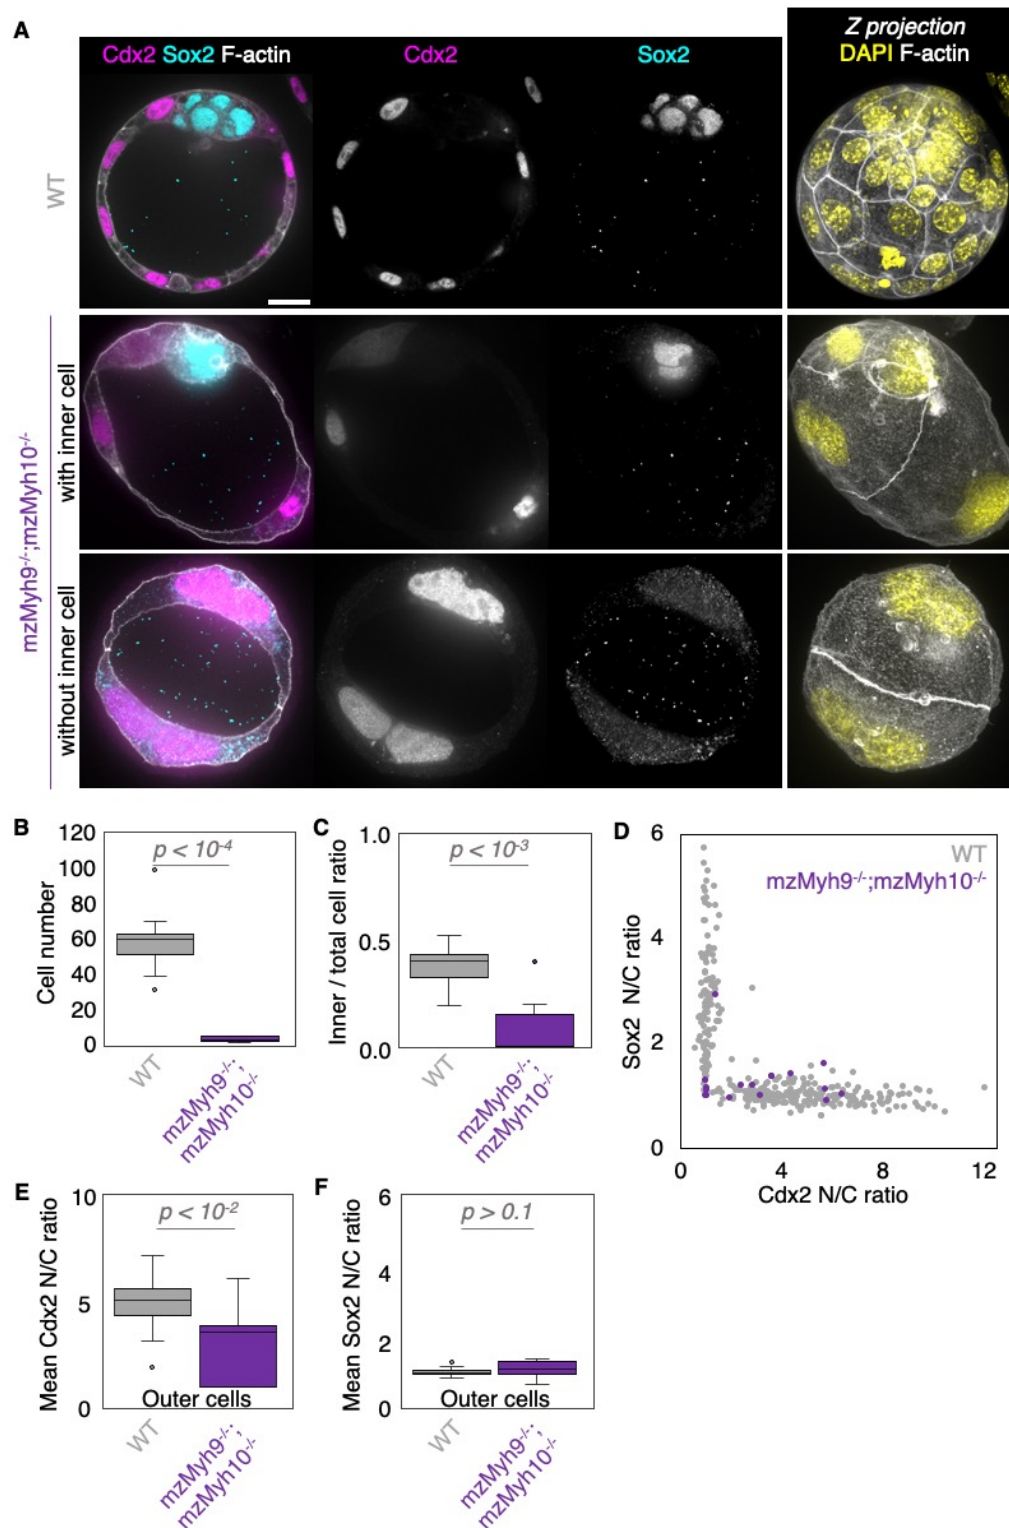 A
Cdx2 Sox2 F-actin
Cdx2
Sox2
Z projection
DAPI F-actin
WT
mzMyh9-/-;mzMyh10-/-
with inner cell
without inner cell
B
120
100
80
60
40
20
0
Cell number
p < 10-4
WT
mzMyh9-/-;
mzMyh10-/-
C
1.0
0.5
0.0
Inner / total cell ratio
p < 10-3
WT
mzMyh9-/-;
mzMyh10-/-
D
6
4
2
0
Sox2 N/C ratio
WT
mzMyh9-/-;mzMyh10-/-
0 4 8 12
Cdx2 N/C ratio
E
10
5
0
Mean Cdx2 N/C ratio
p < 10-2
Outer cells
WT
mzMyh9-/-;
mzMyh10-/-
F
6
4
2
0
Mean Sox2 N/C ratio
p > 0.1
Outer cells
WT
mzMyh9-/-;
mzMyh10-/-